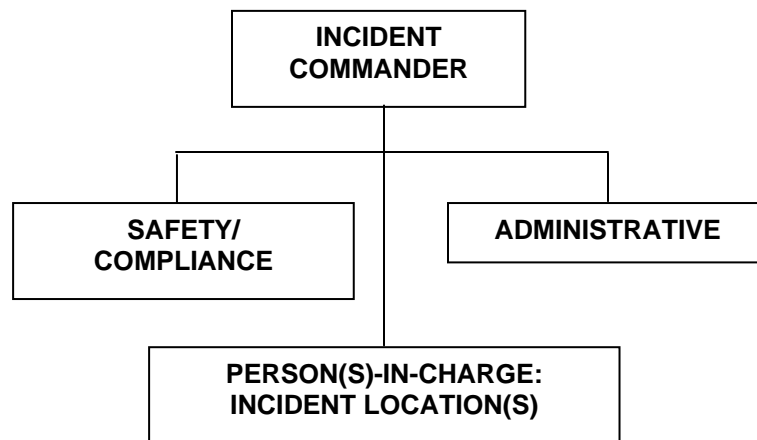 INCIDENT
COMMANDER
SAFETY/
COMPLIANCE
ADMINISTRATIVE
PERSON(S)-IN-CHARGE:
INCIDENT LOCATION(S)